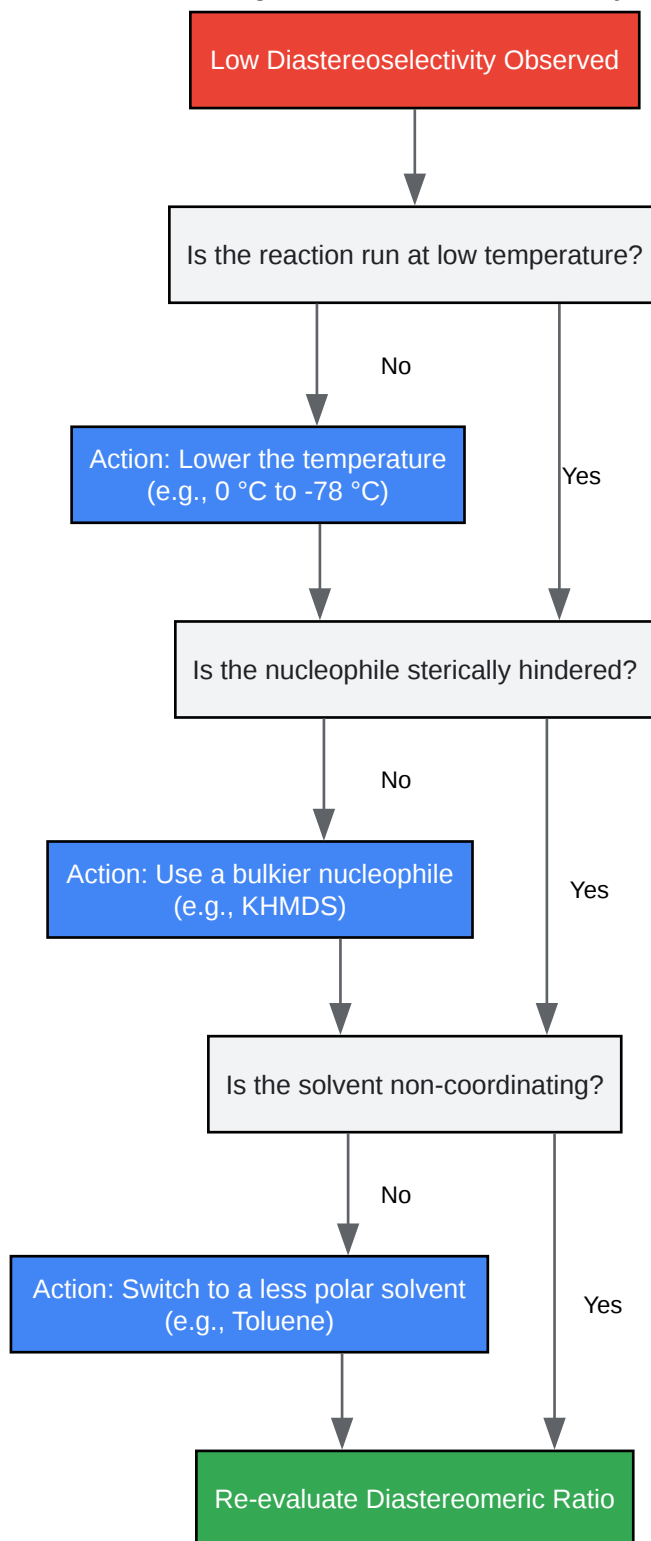 Low Diastereoselectivity Observed
Is the reaction run at low temperature?
No
Action: Lower the temperature
(e.g., 0 °C to -78 °C)
Yes
Is the nucleophile sterically hindered?
No
Action: Use a bulkier nucleophile
(e.g., KHMDS)
Yes
Is the solvent non-coordinating?
No
Action: Switch to a less polar solvent
(e.g., Toluene)
Yes
Re-evaluate Diastereomeric Ratio